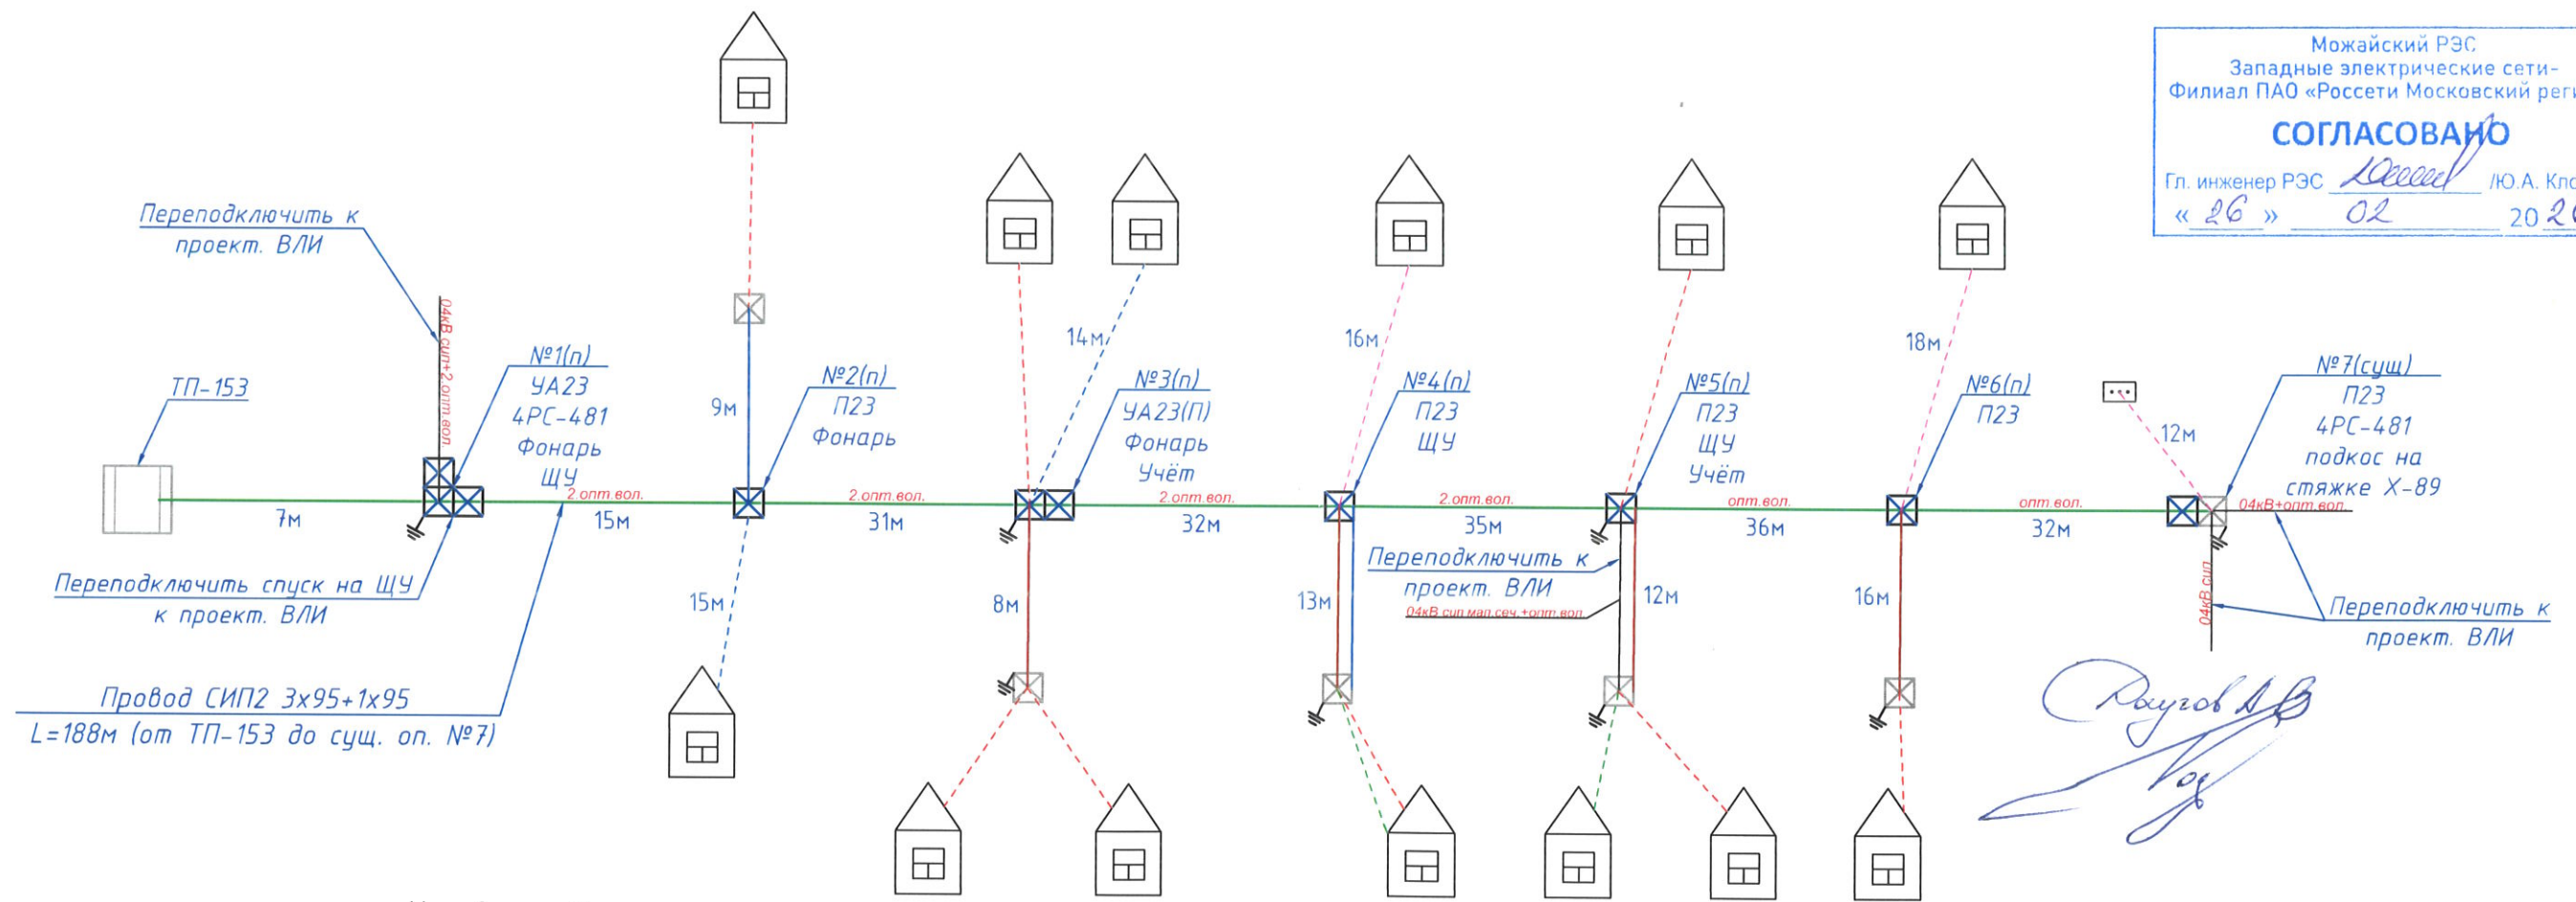 Можайский РЭС
Западные электрические сети-
Филиал ПАО «Россети Московский реги
СОГЛАСОВАНО
Гл. инженер РЭС /Ю.А. Кло
« 26 » 02 20 26
Переподключить к
проект. ВЛИ
04кВ сип+2.опт.вол.
ТП-153
№1(п)
УА23
4РС-481
Фонарь
ЩУ
9м
№2(п)
П23
Фонарь
14м
№3(п)
УА23(П)
Фонарь
Учёт
16м
№4(п)
П23
ЩУ
№5(п)
П23
ЩУ
Учёт
18м
№6(п)
П23
12м
№7(сущ)
П23
4РС-481
подкос на
стяжке Х-89
7м
2.опт.вол.
15м
2.опт.вол.
31м
2.опт.вол.
32м
2.опт.вол.
35м
опт.вол.
36м
опт.вол.
32м
04кВ+опт.вол.
Переподключить спуск на ЩУ
к проект. ВЛИ
15м
8м
13м
Переподключить к
проект. ВЛИ
04кВ сип мал.сеч.+опт.вол
12м
16м
04кВ сип
Переподключить к
проект. ВЛИ
Провод СИП2 3х95+1х95
L=188м (от ТП-153 до сущ. оп. №7)